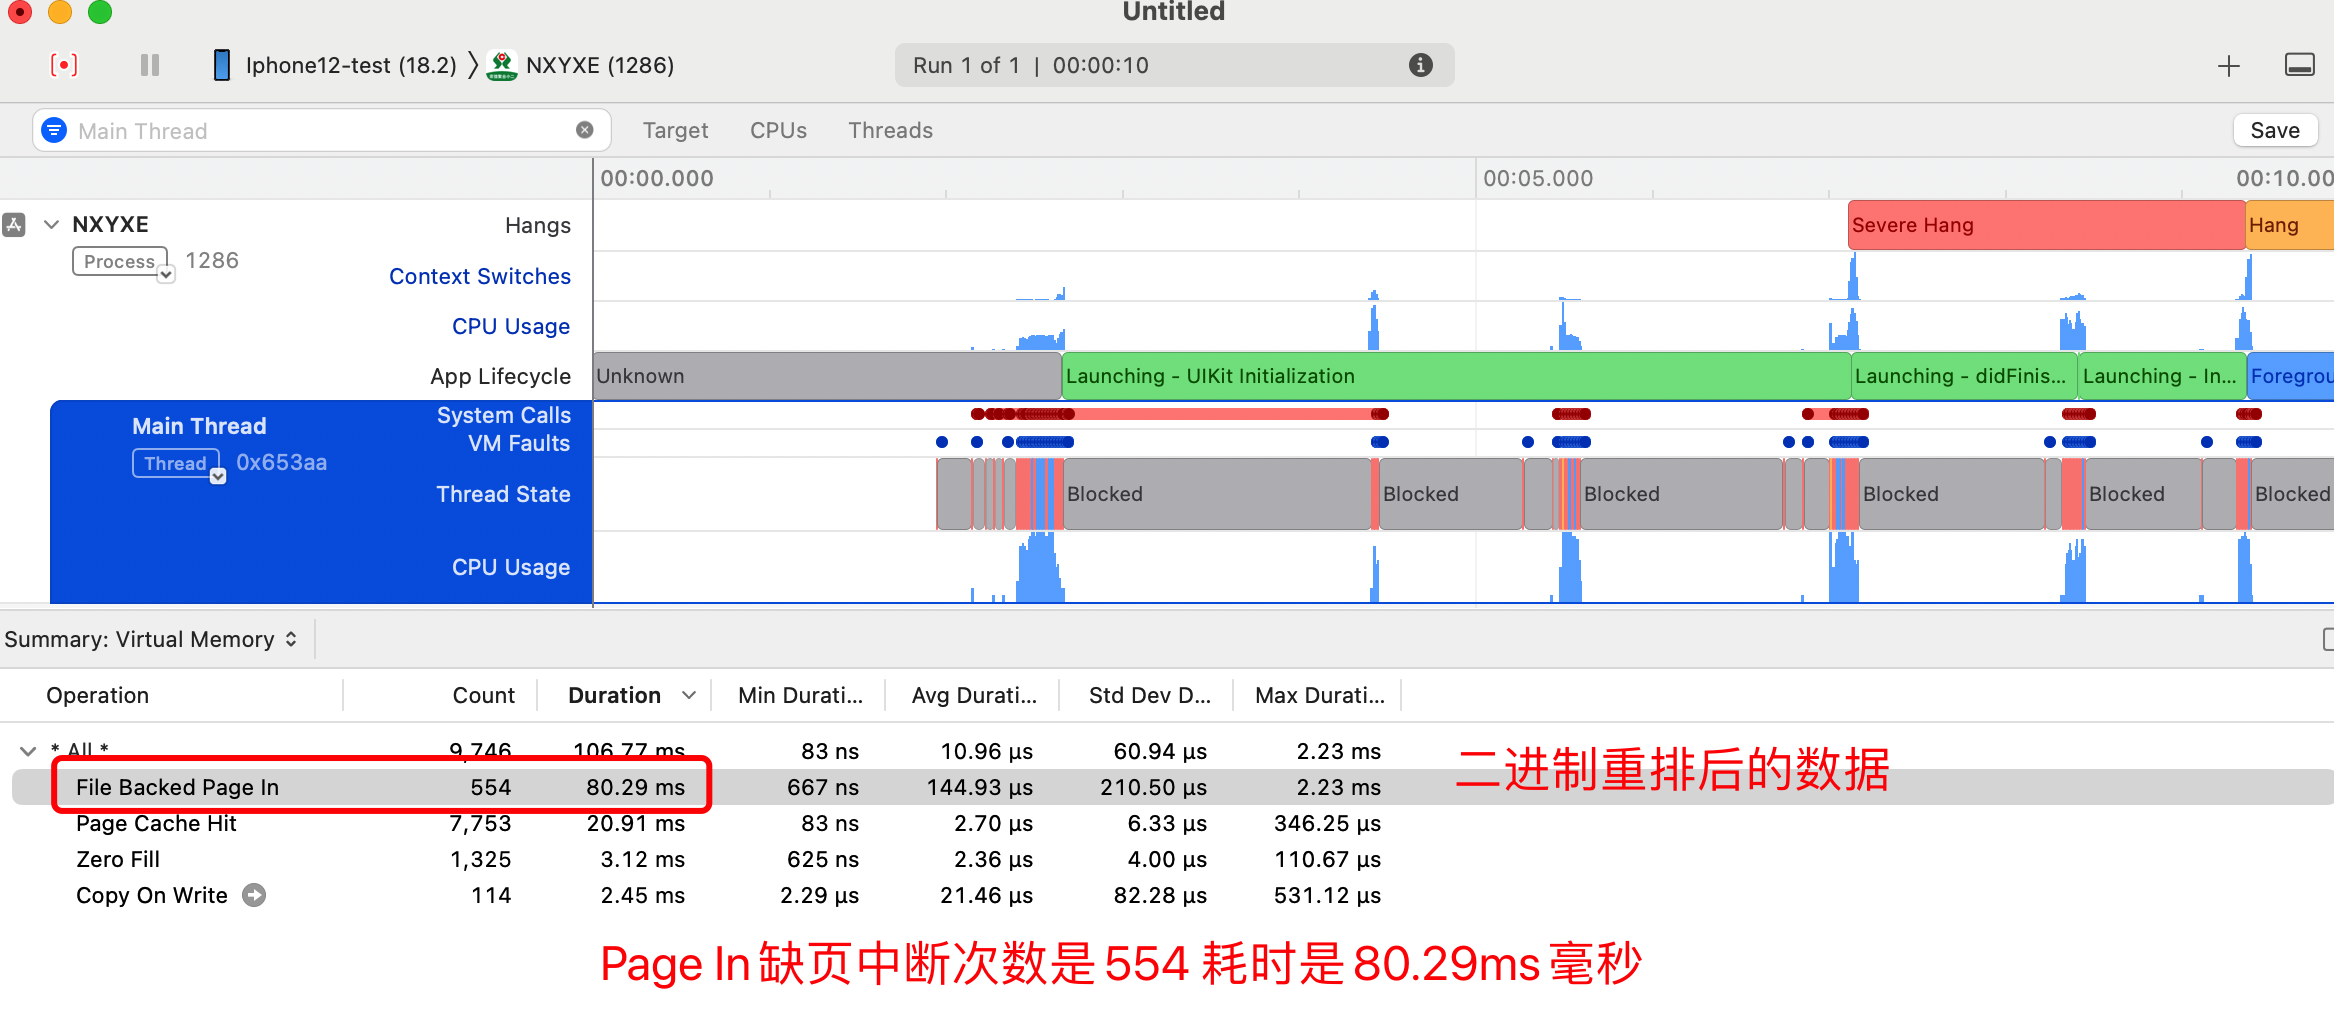 Untitled
Iphone12-test (18.2) 〉 NXYXE (1286)
Run 1 of 1 | 00:00:10
Main Thread
Target CPUs Threads
Save
00:00.000 00:05.000 00:10.00
NXYXE
Process 1286
Hangs
Severe Hang Hang
Context Switches
CPU Usage
App Lifecycle
Unknown Launching - UIKit Initialization Launching - didFinis... Launching - In... Foregrou
Main Thread
Thread 0x653aa
System Calls
VM Faults
Thread State
Blocked Blocked Blocked Blocked Blocked Blocked
CPU Usage
Summary: Virtual Memory
Operation Count Duration Min Durati... Avg Durati... Std Dev D... Max Durati...
* All * 9,746 106.77 ms 83 ns 10.96 µs 60.94 µs 2.23 ms
File Backed Page In 554 80.29 ms 667 ns 144.93 µs 210.50 µs 2.23 ms
二进制重排后的数据
Page Cache Hit 7,753 20.91 ms 83 ns 2.70 µs 6.33 µs 346.25 µs
Zero Fill 1,325 3.12 ms 625 ns 2.36 µs 4.00 µs 110.67 µs
Copy On Write 114 2.45 ms 2.29 µs 21.46 µs 82.28 µs 531.12 µs
Page In 缺页中断次数是 554 耗时是 80.29ms 毫秒